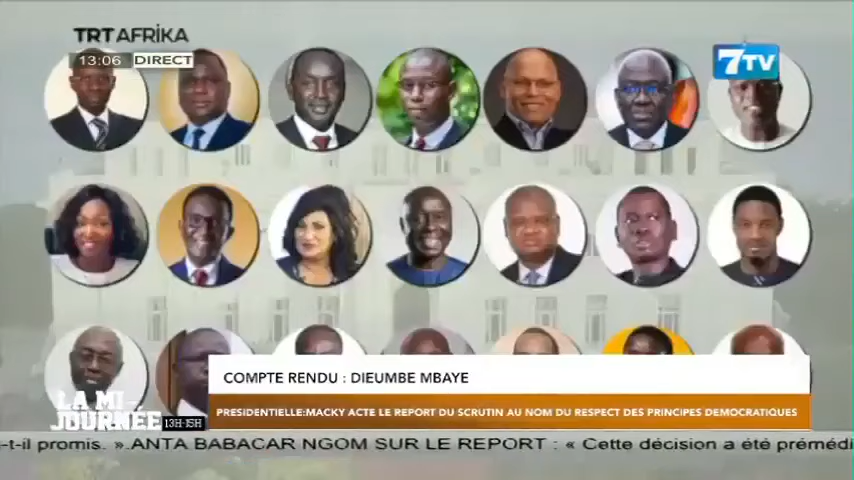 TRT AFRIKA
13:06 DIRECT
7TV
COMPTE RENDU : DIEUMBE MBAYE
LA MI-
JOURNÉE
13H-15H
PRESIDENTIELLE:MACKY ACTE LE REPORT DU SCRUTIN AU NOM DU RESPECT DES PRINCIPES DEMOCRATIQUES
-t-il promis. ».ANTA BABACAR NGOM SUR LE REPORT : « Cette décision a été prémédi